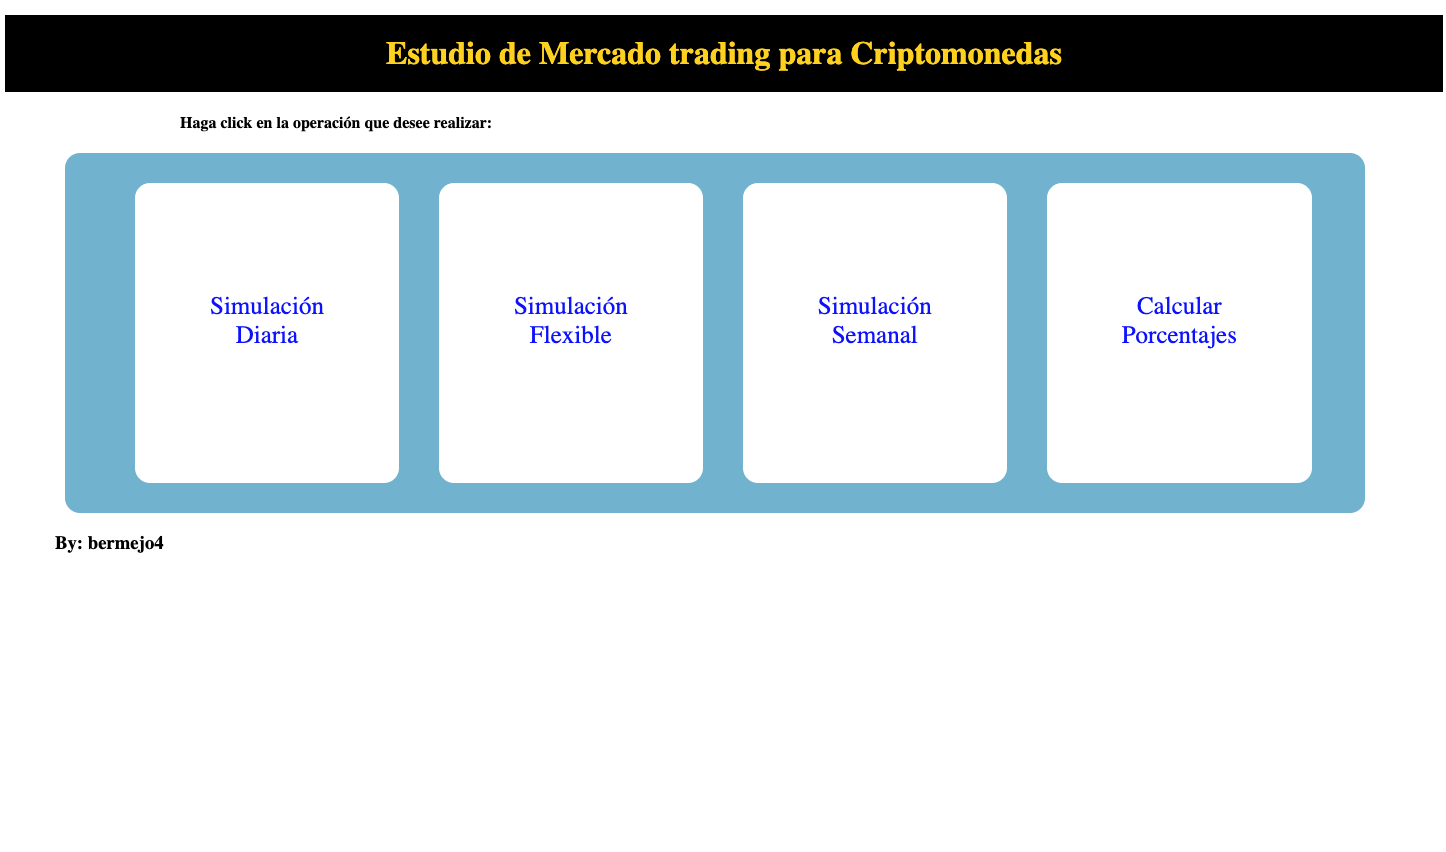 Estudio de Mercado trading para Criptomonedas
Haga click en la operación que desee realizar:
Simulación
Diaria
Simulación
Flexible
Simulación
Semanal
Calcular
Porcentajes
By: bermejo4